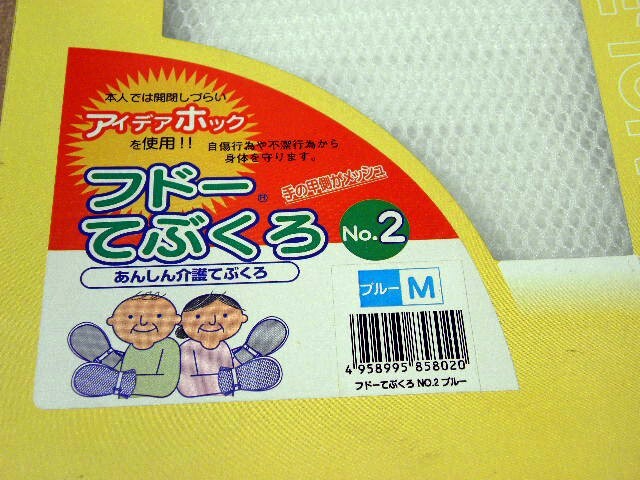 本人では開閉しづらい
アイデアホック
を使用!!
自傷行為や不潔行為から
身体を守ります。
手の甲側がメッシュ
フドー®
てぶくろ
No.2
あんしん介護てぶくろ
ブルー M
4 958995 858020
フドーてぶくろ NO.2 ブルー